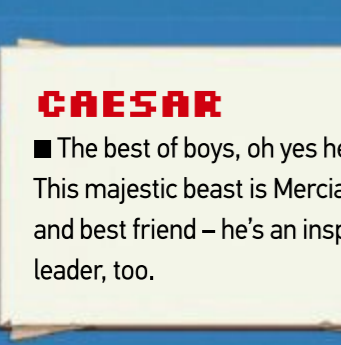 CAESAR
■ The best of boys, oh yes he
This majestic beast is Mercia
and best friend – he’s an insp
leader, too.